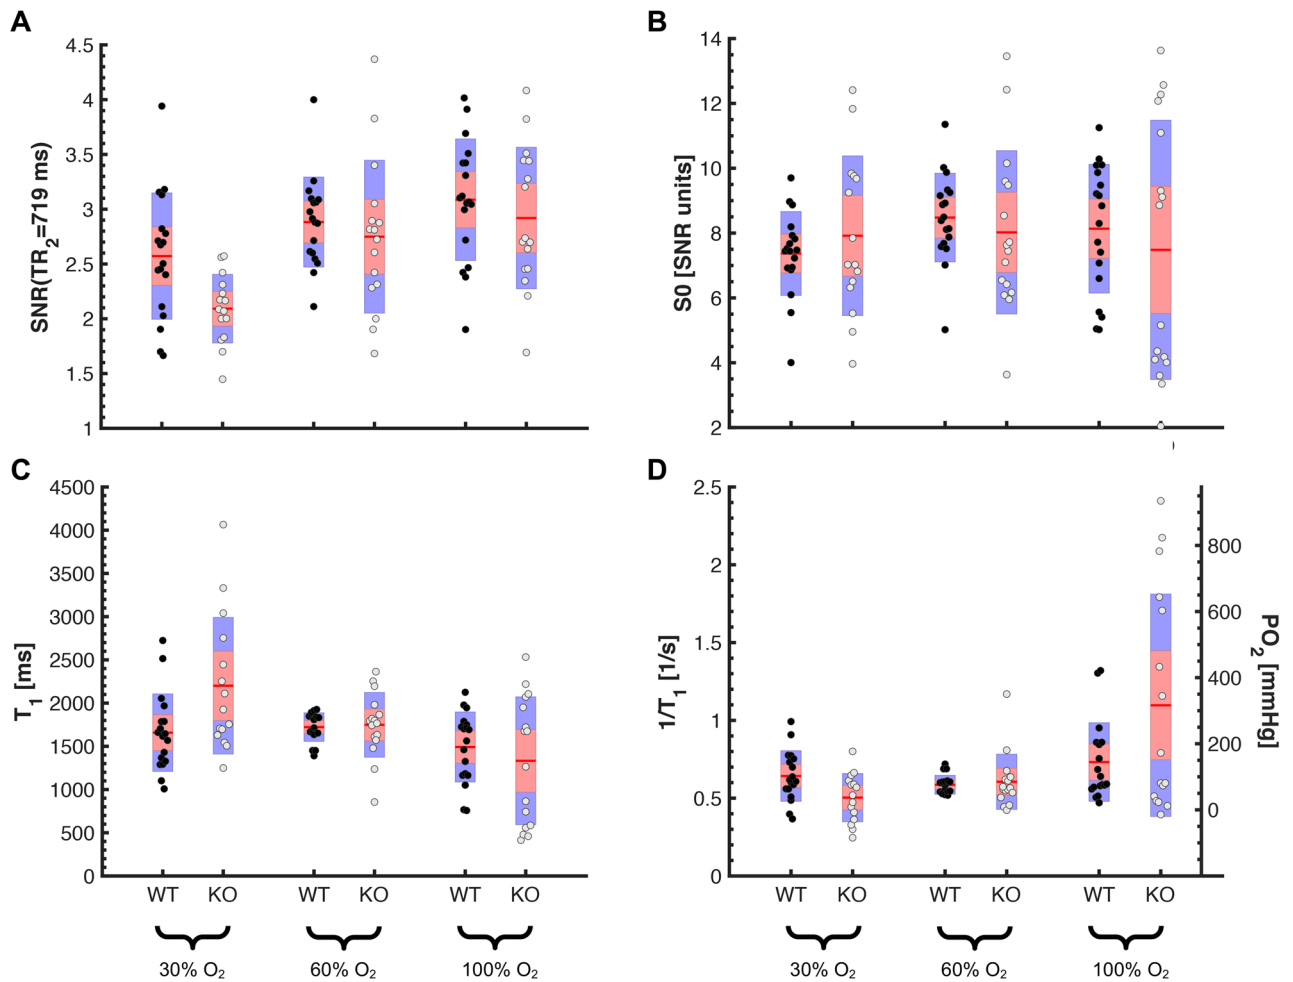 A
4.5
4
3.5
3
2.5
2
1.5
1
SNR(TR2=719 ms)
B
14
12
10
8
6
4
2
S0 [SNR units]
C
4500
4000
3500
3000
2500
2000
1500
1000
500
0
T1 [ms]
WT KO WT KO WT KO
30% O2 60% O2 100% O2
D
2.5
2
1.5
1
0.5
0
1/T1 [1/s]
800
600
400
200
0
PO2 [mmHg]
WT KO WT KO WT KO
30% O2 60% O2 100% O2